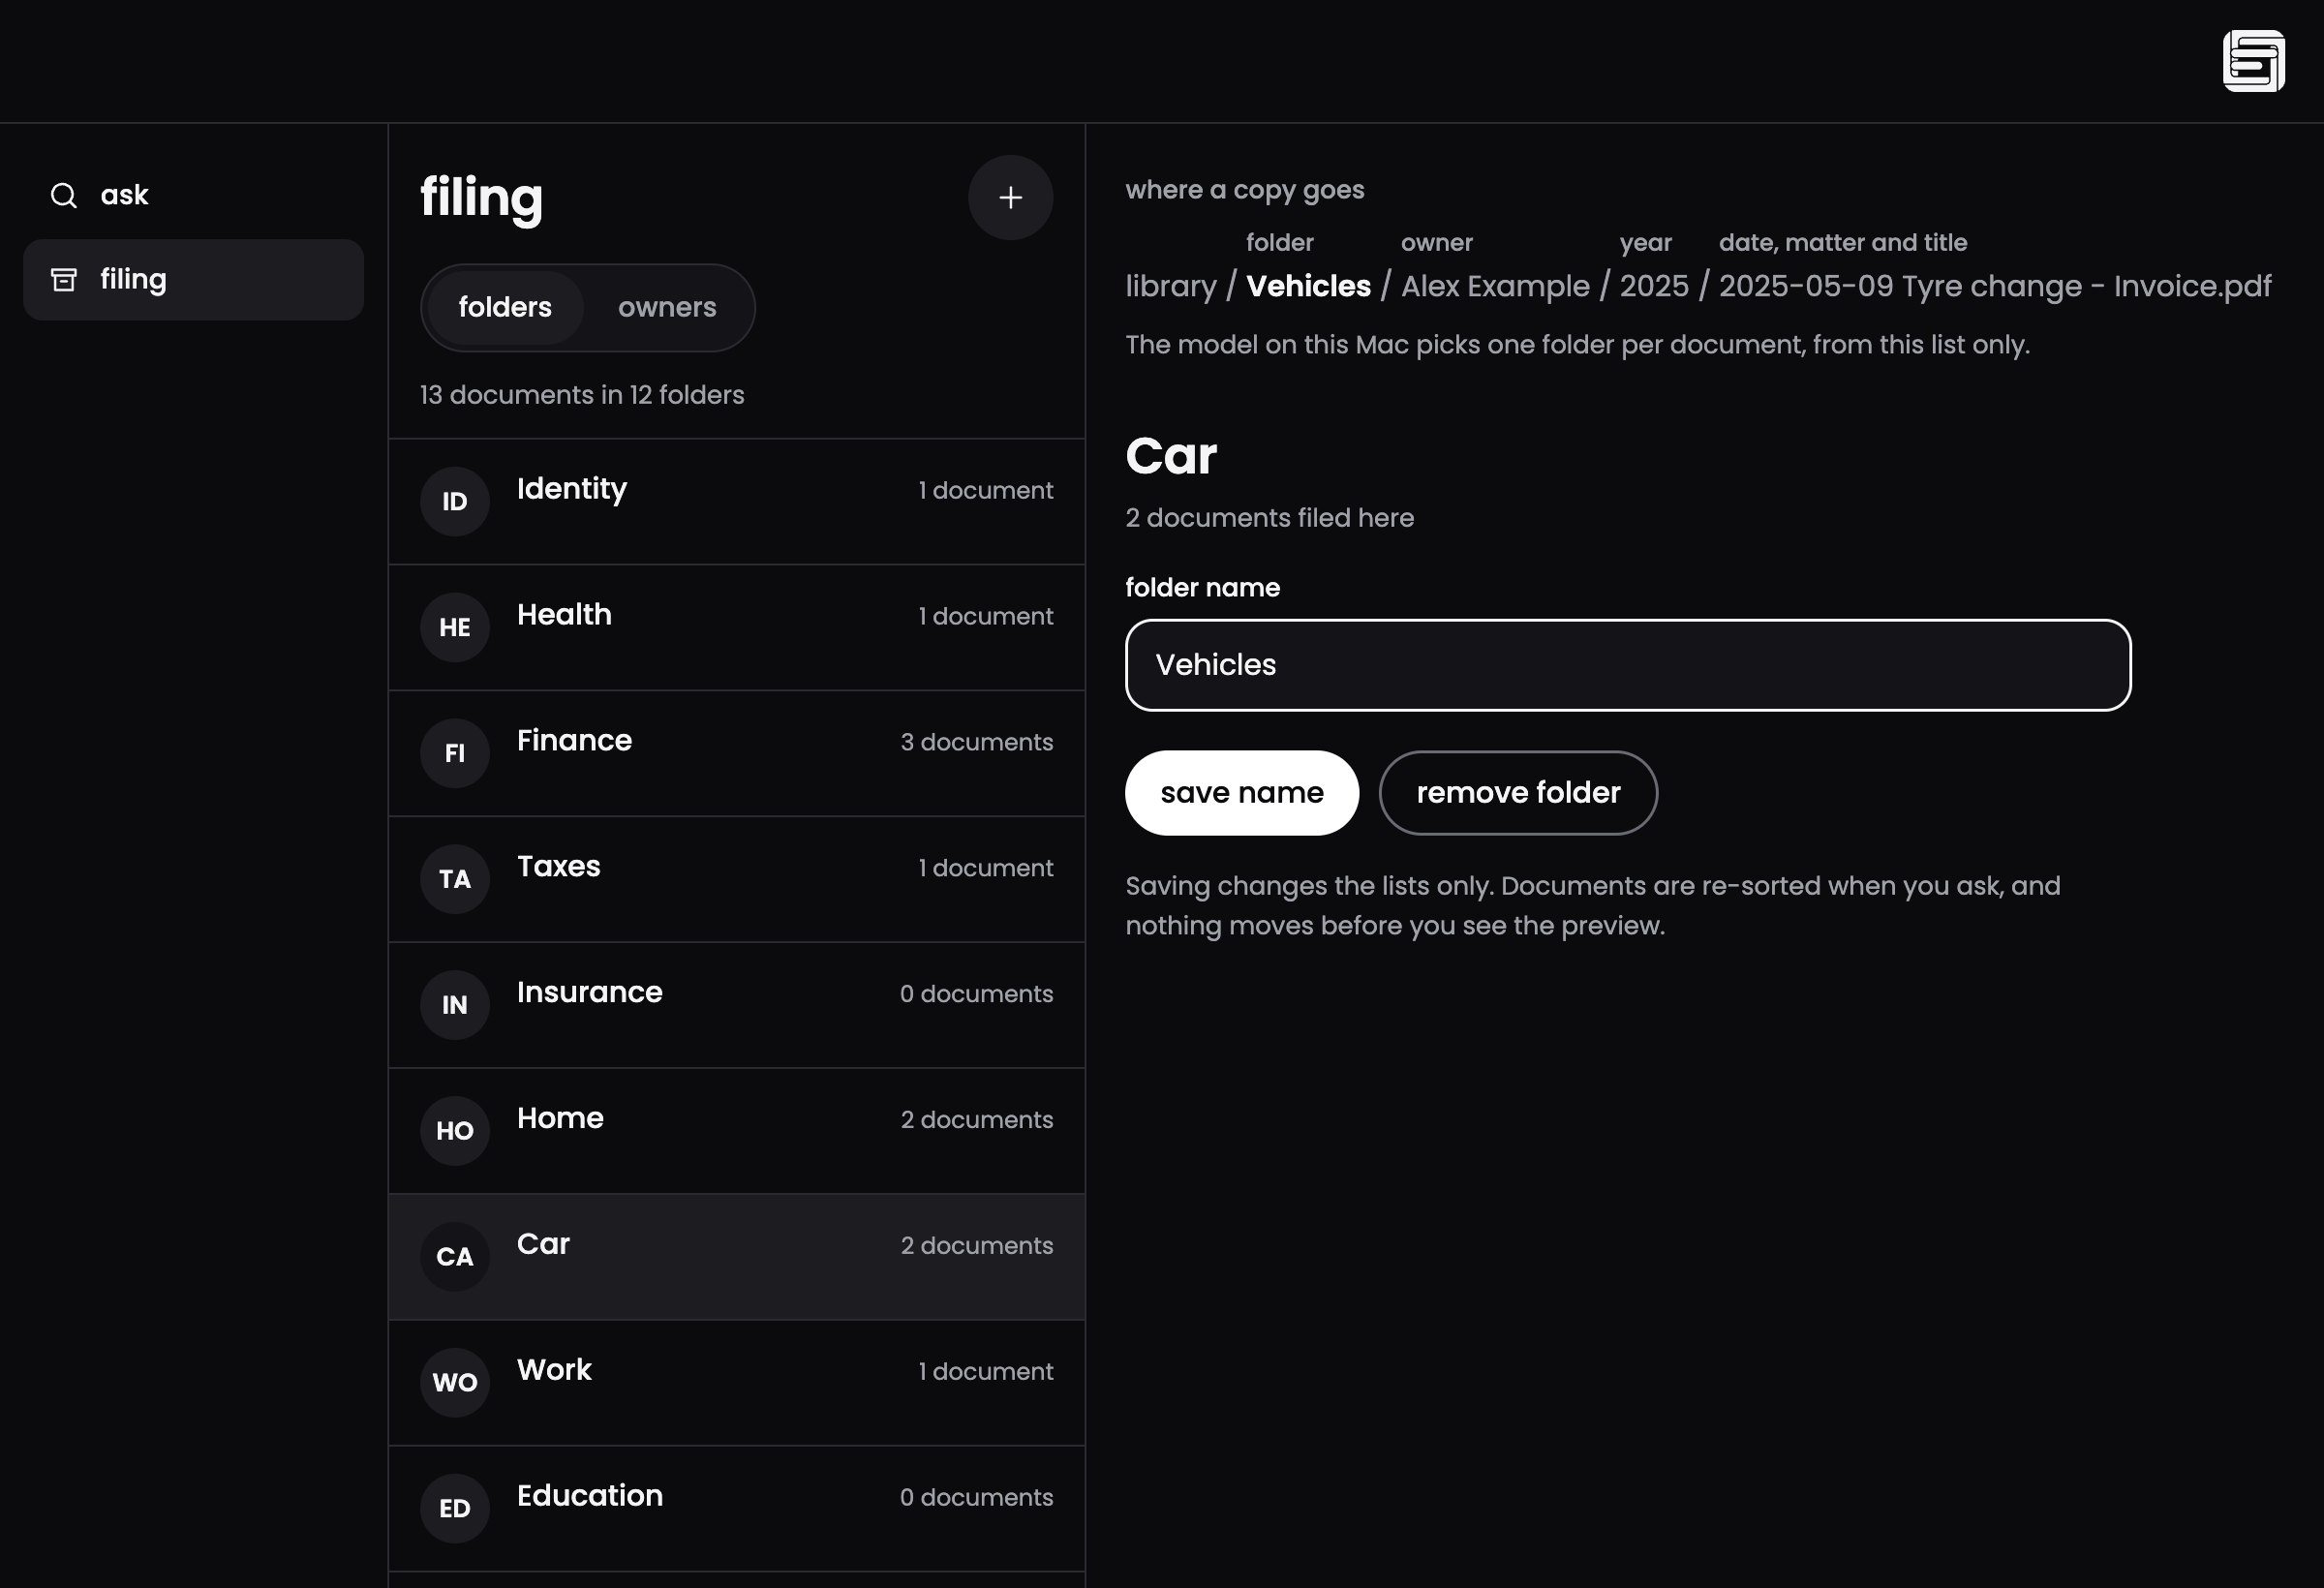 ask
filing
filing
folders owners
13 documents in 12 folders
ID Identity 1 document
HE Health 1 document
FI Finance 3 documents
TA Taxes 1 document
IN Insurance 0 documents
HO Home 2 documents
CA Car 2 documents
WO Work 1 document
ED Education 0 documents
where a copy goes
folder owner year date, matter and title
library / Vehicles / Alex Example / 2025 / 2025-05-09 Tyre change - Invoice.pdf
The model on this Mac picks one folder per document, from this list only.
Car
2 documents filed here
folder name
Vehicles
save name remove folder
Saving changes the lists only. Documents are re-sorted when you ask, and
nothing moves before you see the preview.